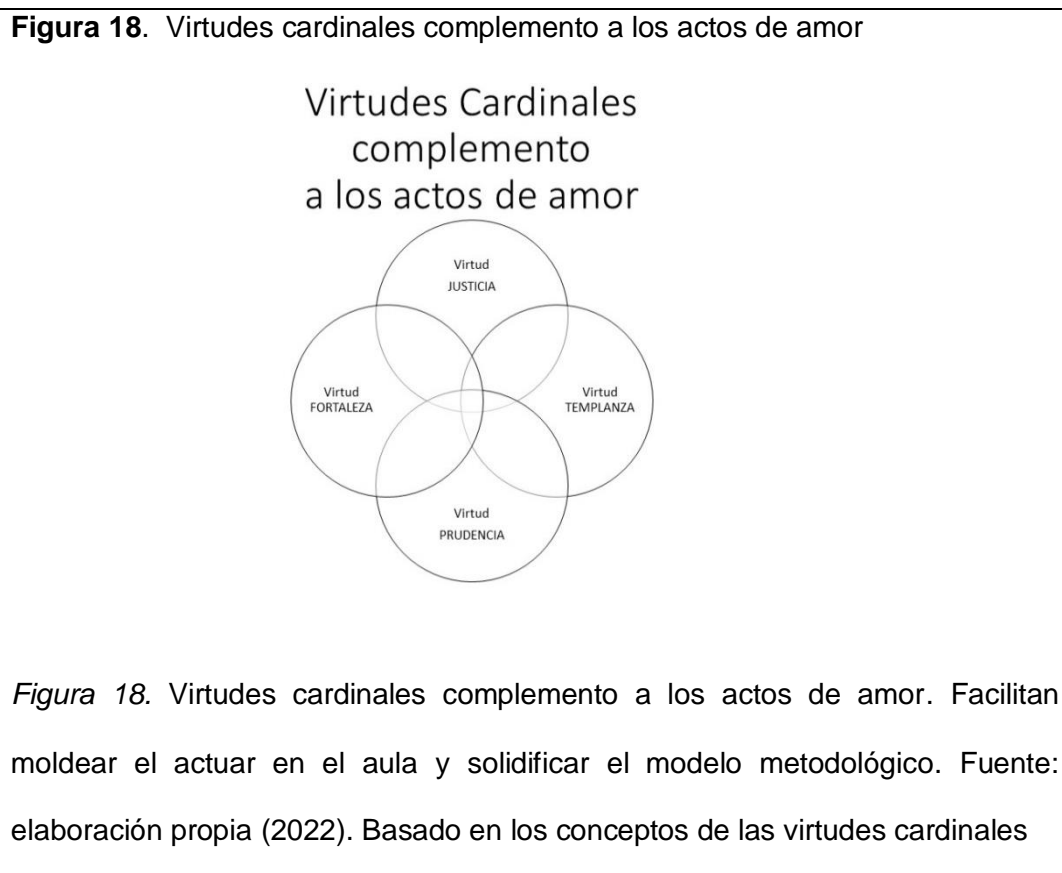 Figura 18. Virtudes cardinales complemento a los actos de amor
Virtudes Cardinales
complemento
a los actos de amor
Virtud
JUSTICIA
Virtud
FORTALEZA
Virtud
TEMPLANZA
Virtud
PRUDENCIA
Figura 18. Virtudes cardinales complemento a los actos de amor. Facilitan
moldear el actuar en el aula y solidificar el modelo metodológico. Fuente:
elaboración propia (2022). Basado en los conceptos de las virtudes cardinales